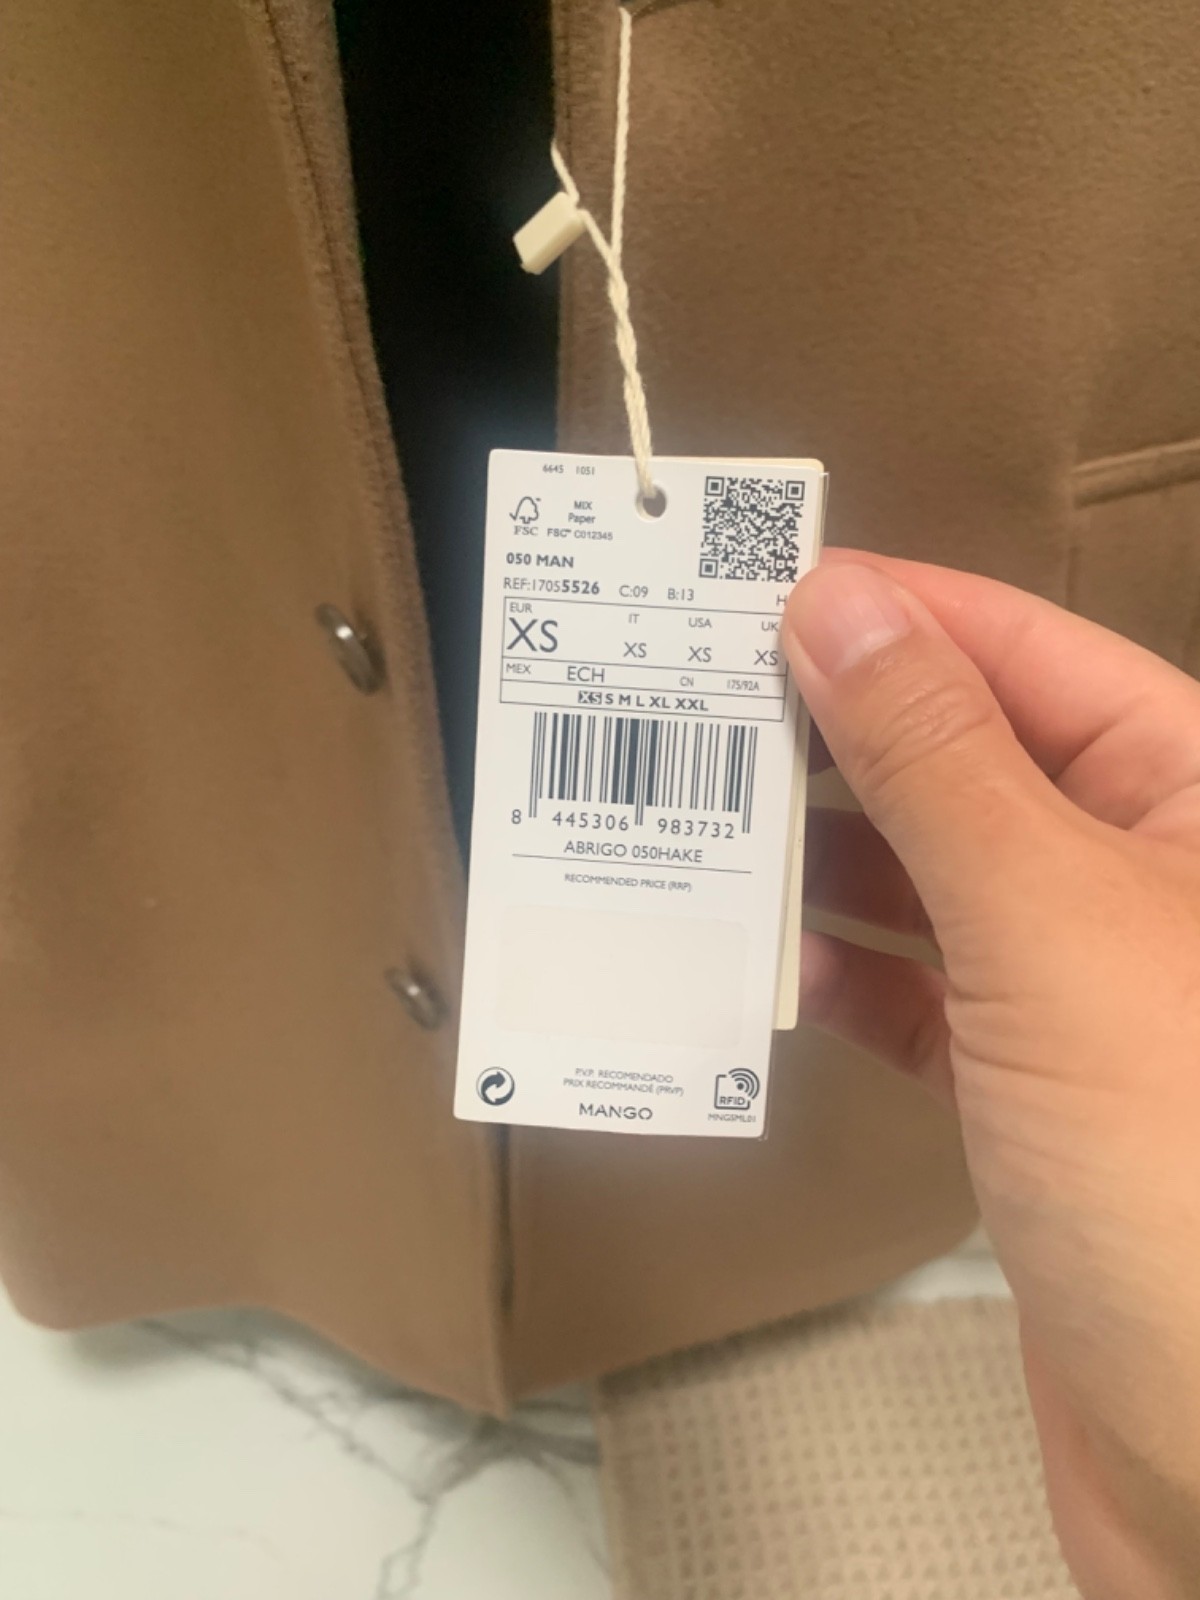 6645 1051
MIX
Paper
FSC FSC™ C012345
050 MAN
REF:17055526 C:09 B:13 H
EUR IT USA UK
XS XS XS XS
MEX ECH CN 175/92A
XS S M L XL XXL
8 445306 983732
ABRIGO 050HAKE
RECOMMENDED PRICE (RRP)
P.V.P. RECOMENDADO
PRIX RECOMMANDÉ (PRVP)
MANGO
RFID
MNGSML01